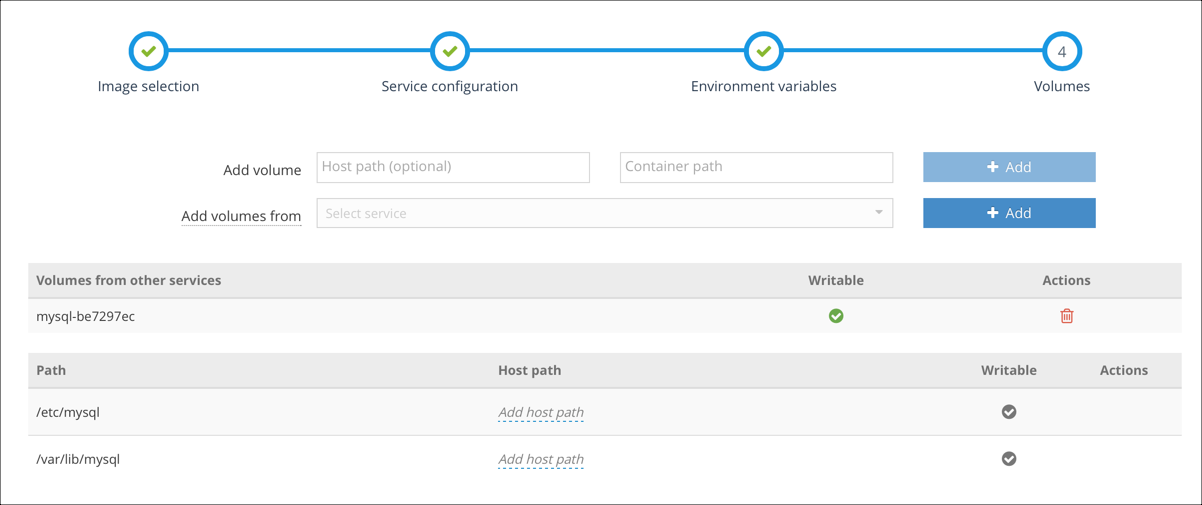 4
Image selection Service configuration Environment variables Volumes
Add volume Host path (optional) Container path + Add
Add volumes from Select service + Add
Volumes from other services Writable Actions
mysql-be7297ec
Path Host path Writable Actions
/etc/mysql Add host path
/var/lib/mysql Add host path